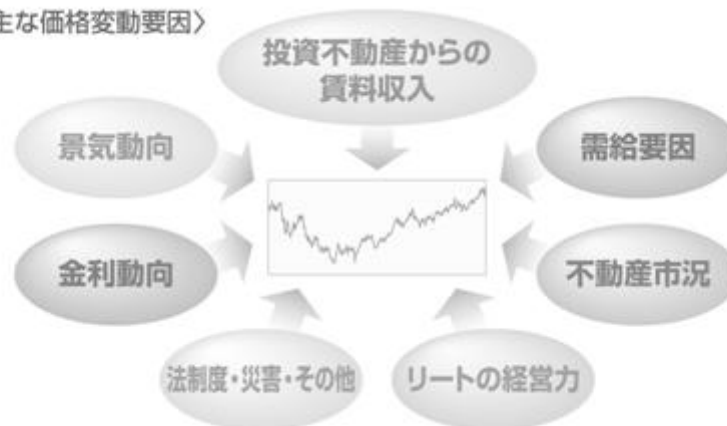 主な価格変動要因〉
投資不動産からの
賃料収入
景気動向
需給要因
金利動向
不動産市況
法制度・災害・その他
リートの経営力